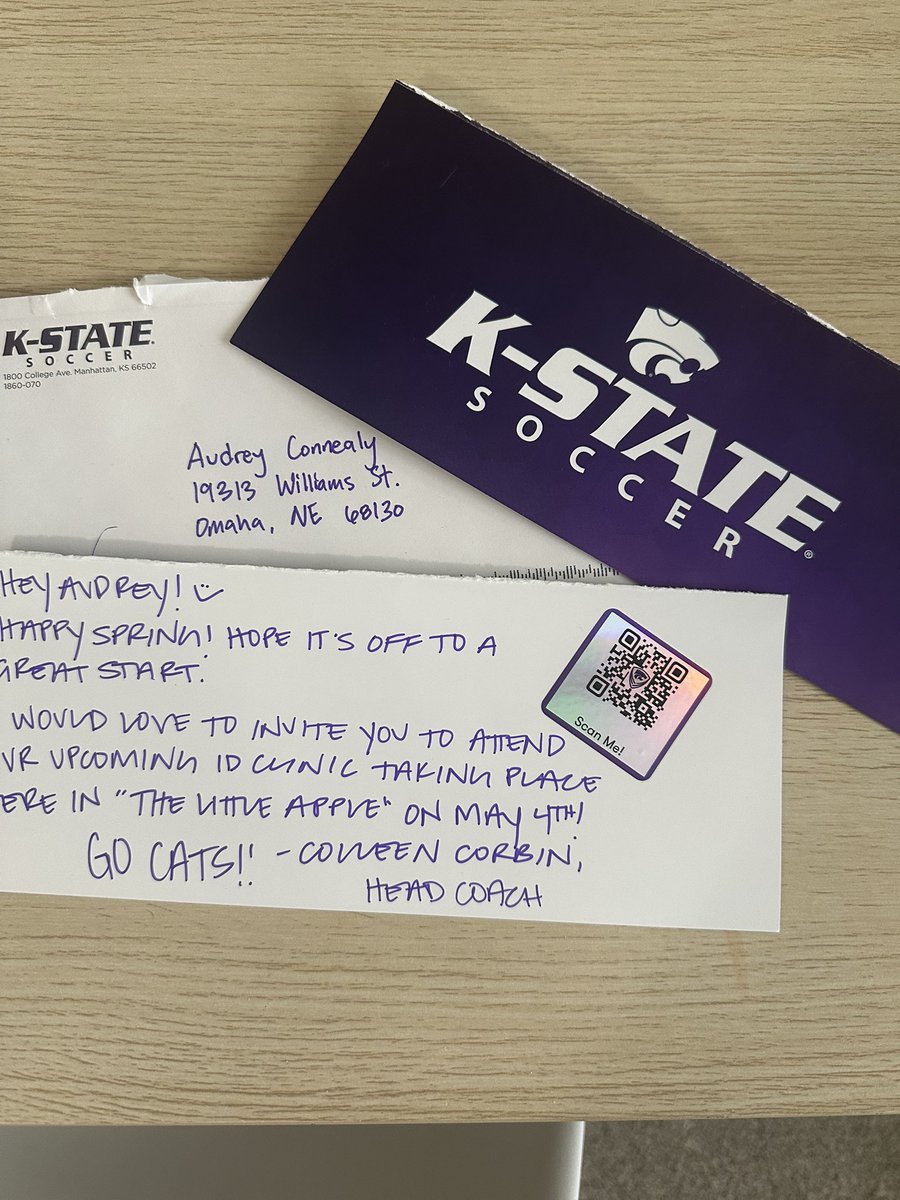 K-STATE
SOCCER
K-STATE.
SOCCER
1800 College Ave. Manhattan, KS 66502
1860-070
Audrey Connealy
19313 Williams St.
Omaha, NE 68130
HEY AUDREY!
HAPPY SPRING! HOPE IT'S OFF TO A
GREAT START.
WOULD LOVE TO INVITE YOU TO ATTEND
UR UPCOMING ID CLINIC TAKING PLACE
ERE IN "THE LITTLE APPLE" ON MAY 4TH!
GO CATS!! -COLLEEN CORBIN,
HEAD COACH
Scan Me!